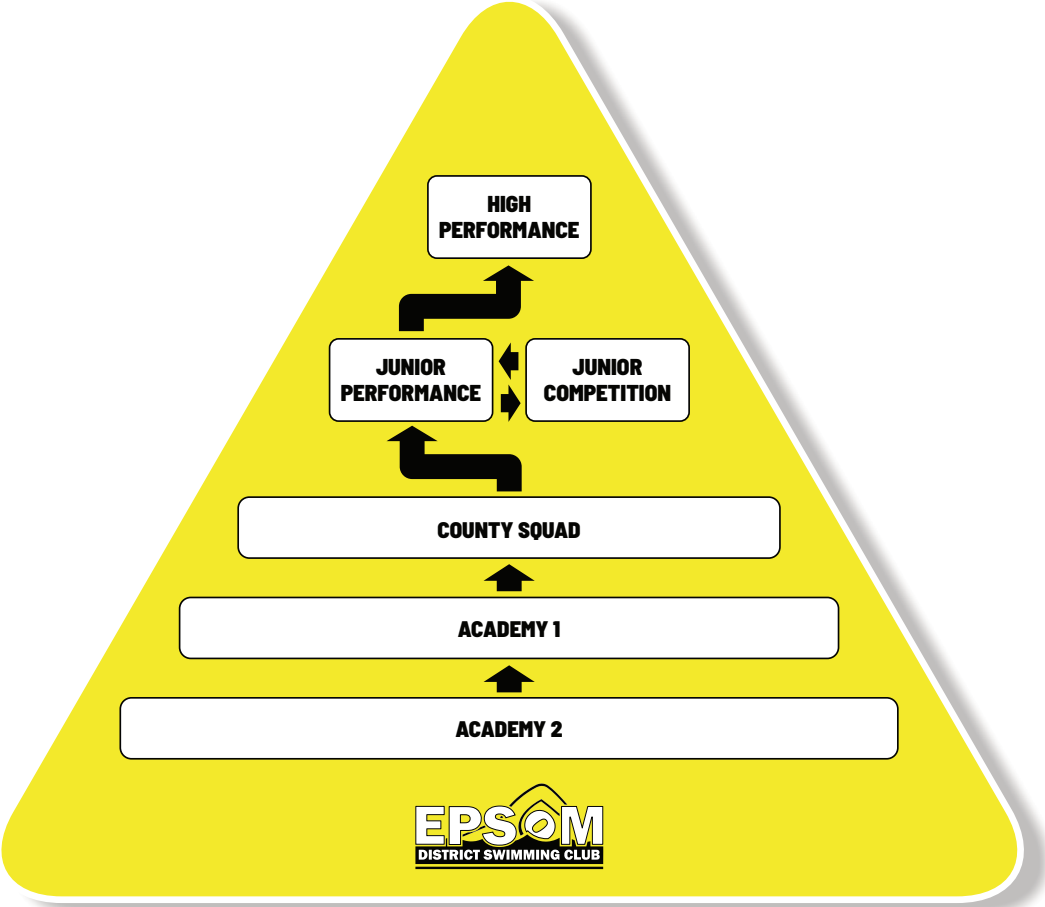 HIGH
PERFORMANCE
JUNIOR
PERFORMANCE
JUNIOR
COMPETITION
COUNTY SQUAD
ACADEMY 1
ACADEMY 2
EPSOM
DISTRICT SWIMMING CLUB